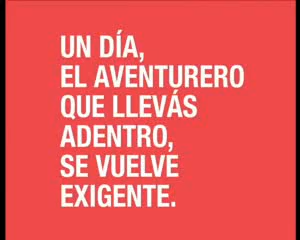 UN DÍA,
EL AVENTURERO
QUE LLEVÁS
ADENTRO,
SE VUELVE
EXIGENTE.